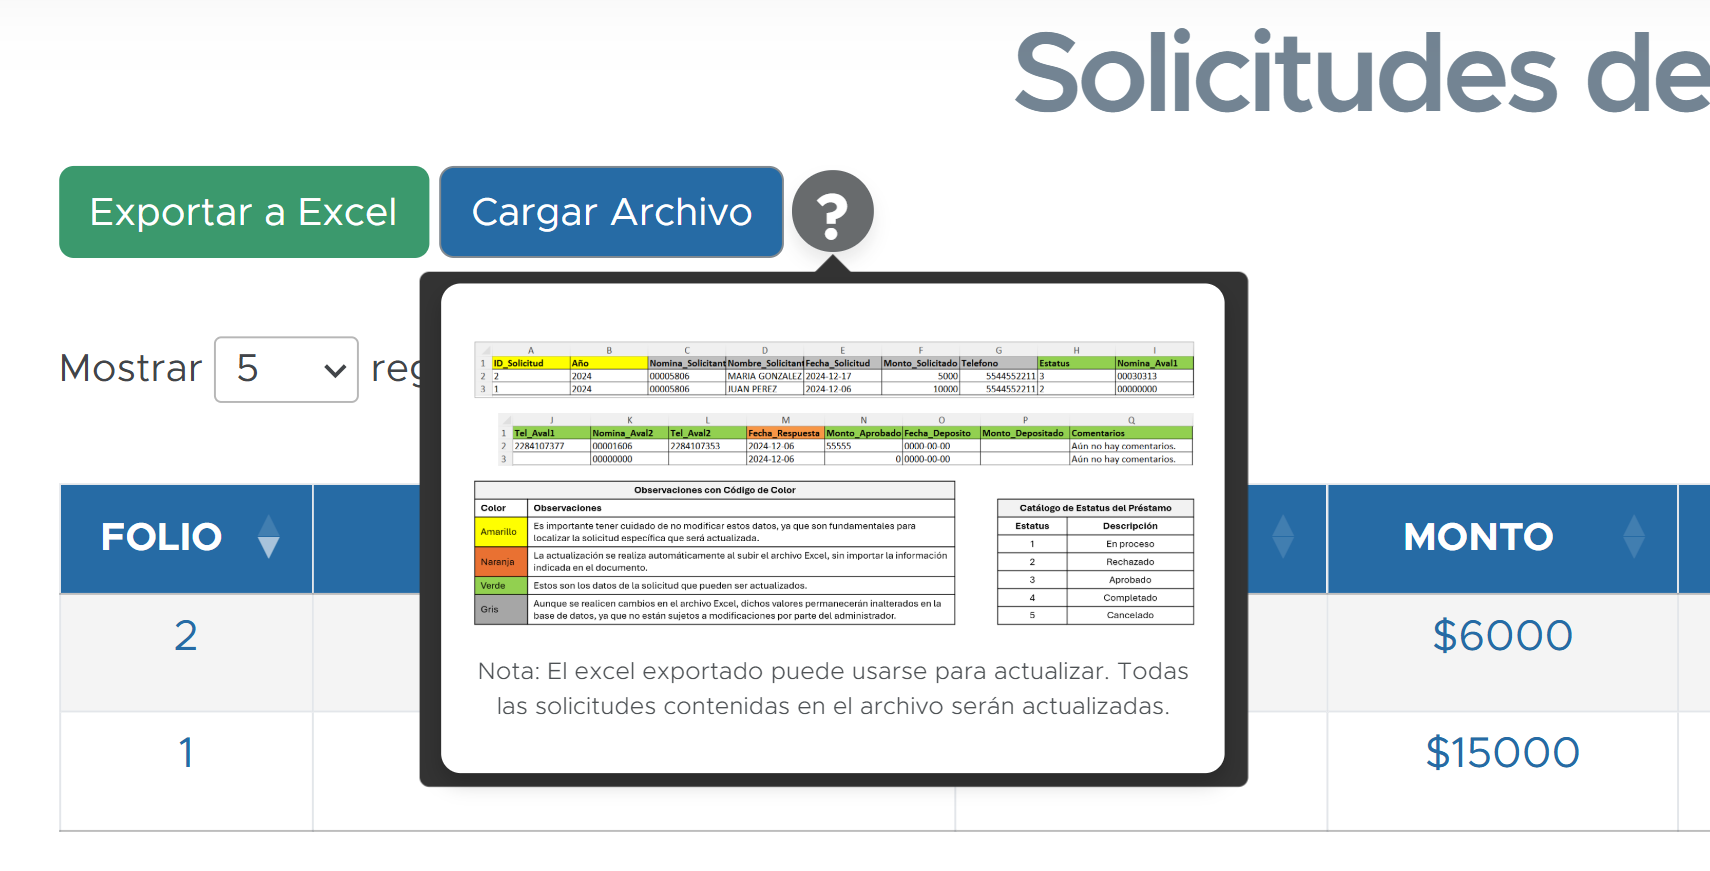 Solicitudes de
Exportar a Excel
Cargar Archivo
?
Mostrar 5 reg
A B C D E F G H I
1 ID_Solicitud Año Nomina_Solicitant Nombre_Solicitant Fecha_Solicitud Monto_Solicitado Telefono Estatus Nomina_Aval1
2 2 2024 00005806 MARIA GONZALEZ 2024-12-17 5000 5544552211 3 00030313
3 1 2024 00005806 JUAN PEREZ 2024-12-06 10000 5544552211 2 00000000
J K L M N O P Q
1 Tel_Aval1 Nomina_Aval2 Tel_Aval2 Fecha_Respuesta Monto_Aprobado Fecha_Deposito Monto_Depositado Comentarios
2 2284107377 00001606 2284107353 2024-12-06 55555 0000-00-00 Aún no hay comentarios.
3 00000000 2024-12-06 0 0000-00-00 Aún no hay comentarios.
Observaciones con Código de Color
Color Observaciones
Amarillo Es importante tener cuidado de no modificar estos datos, ya que son fundamentales para
localizar la solicitud específica que será actualizada.
Naranja La actualización se realiza automáticamente al subir el archivo Excel, sin importar la información
indicada en el documento.
Verde Estos son los datos de la solicitud que pueden ser actualizados.
Gris Aunque se realicen cambios en el archivo Excel, dichos valores permanecerán inalterados en la
base de datos, ya que no están sujetos a modificaciones por parte del administrador.
Catálogo de Estatus del Préstamo
Estatus Descripción
1 En proceso
2 Rechazado
3 Aprobado
4 Completado
5 Cancelado
Nota: El excel exportado puede usarse para actualizar. Todas
las solicitudes contenidas en el archivo serán actualizadas.
FOLIO MONTO
2 $6000
1 $15000